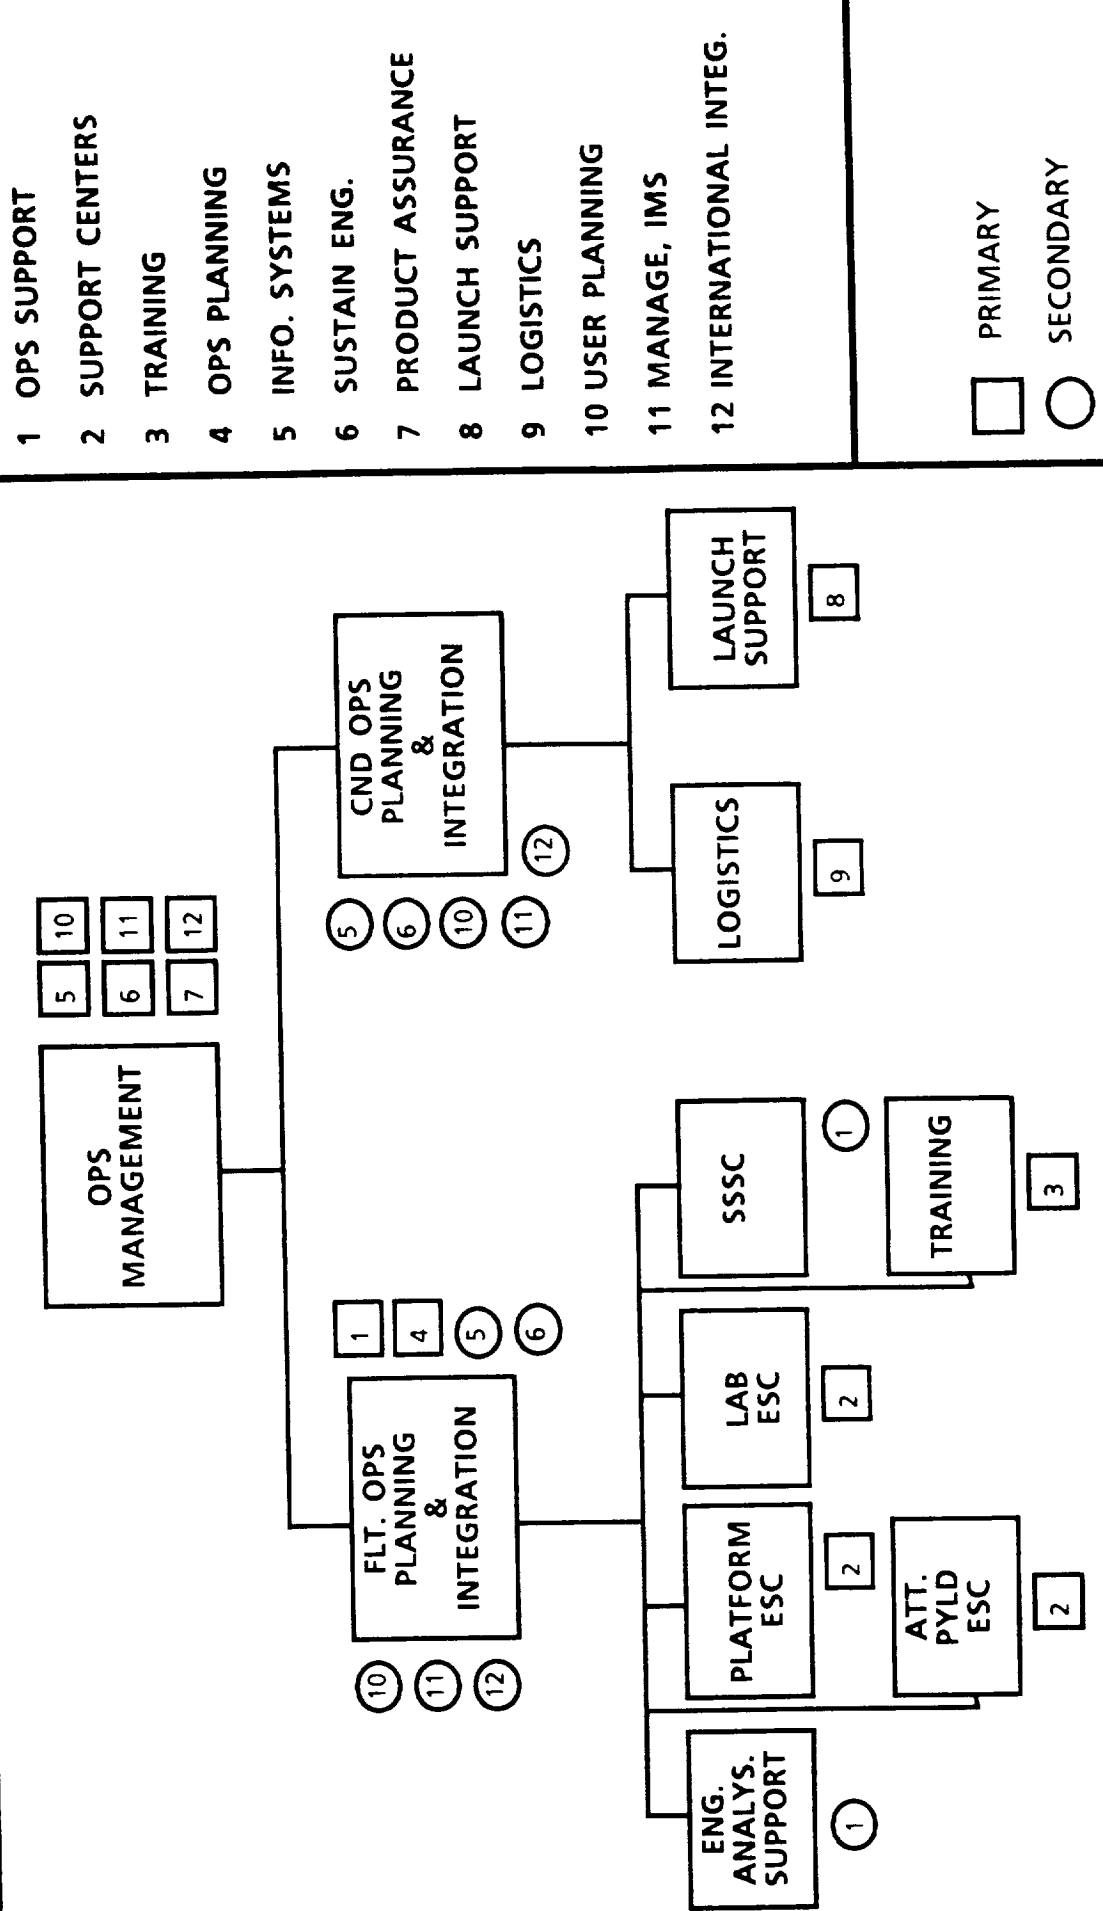 OPS
MANAGEMENT
5
10
6
11
7
12
FLT. OPS
PLANNING
&
INTEGRATION
10
11
12
1
4
5
6
CND OPS
PLANNING
&
INTEGRATION
5
6
10
11
12
ENG.
ANALYS.
SUPPORT
1
PLATFORM
ESC
2
ATT.
PYLD
ESC
2
LAB
ESC
2
SSSC
1
TRAINING
3
LOGISTICS
9
LAUNCH
SUPPORT
8
1 OPS SUPPORT
2 SUPPORT CENTERS
3 TRAINING
4 OPS PLANNING
5 INFO. SYSTEMS
6 SUSTAIN ENG.
7 PRODUCT ASSURANCE
8 LAUNCH SUPPORT
9 LOGISTICS
10 USER PLANNING
11 MANAGE, IMS
12 INTERNATIONAL INTEG.
PRIMARY
SECONDARY